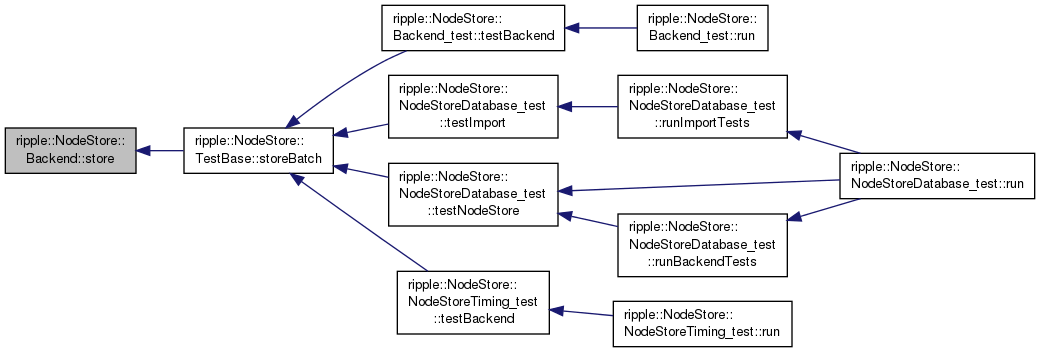 ripple::NodeStore::
Backend::store
ripple::NodeStore::
TestBase::storeBatch
ripple::NodeStore::
Backend_test::testBackend
ripple::NodeStore::
Backend_test::run
ripple::NodeStore::
NodeStoreDatabase_test
::testImport
ripple::NodeStore::
NodeStoreDatabase_test
::runImportTests
ripple::NodeStore::
NodeStoreDatabase_test::run
ripple::NodeStore::
NodeStoreDatabase_test
::testNodeStore
ripple::NodeStore::
NodeStoreDatabase_test
::runBackendTests
ripple::NodeStore::
NodeStoreTiming_test
::testBackend
ripple::NodeStore::
NodeStoreTiming_test::run